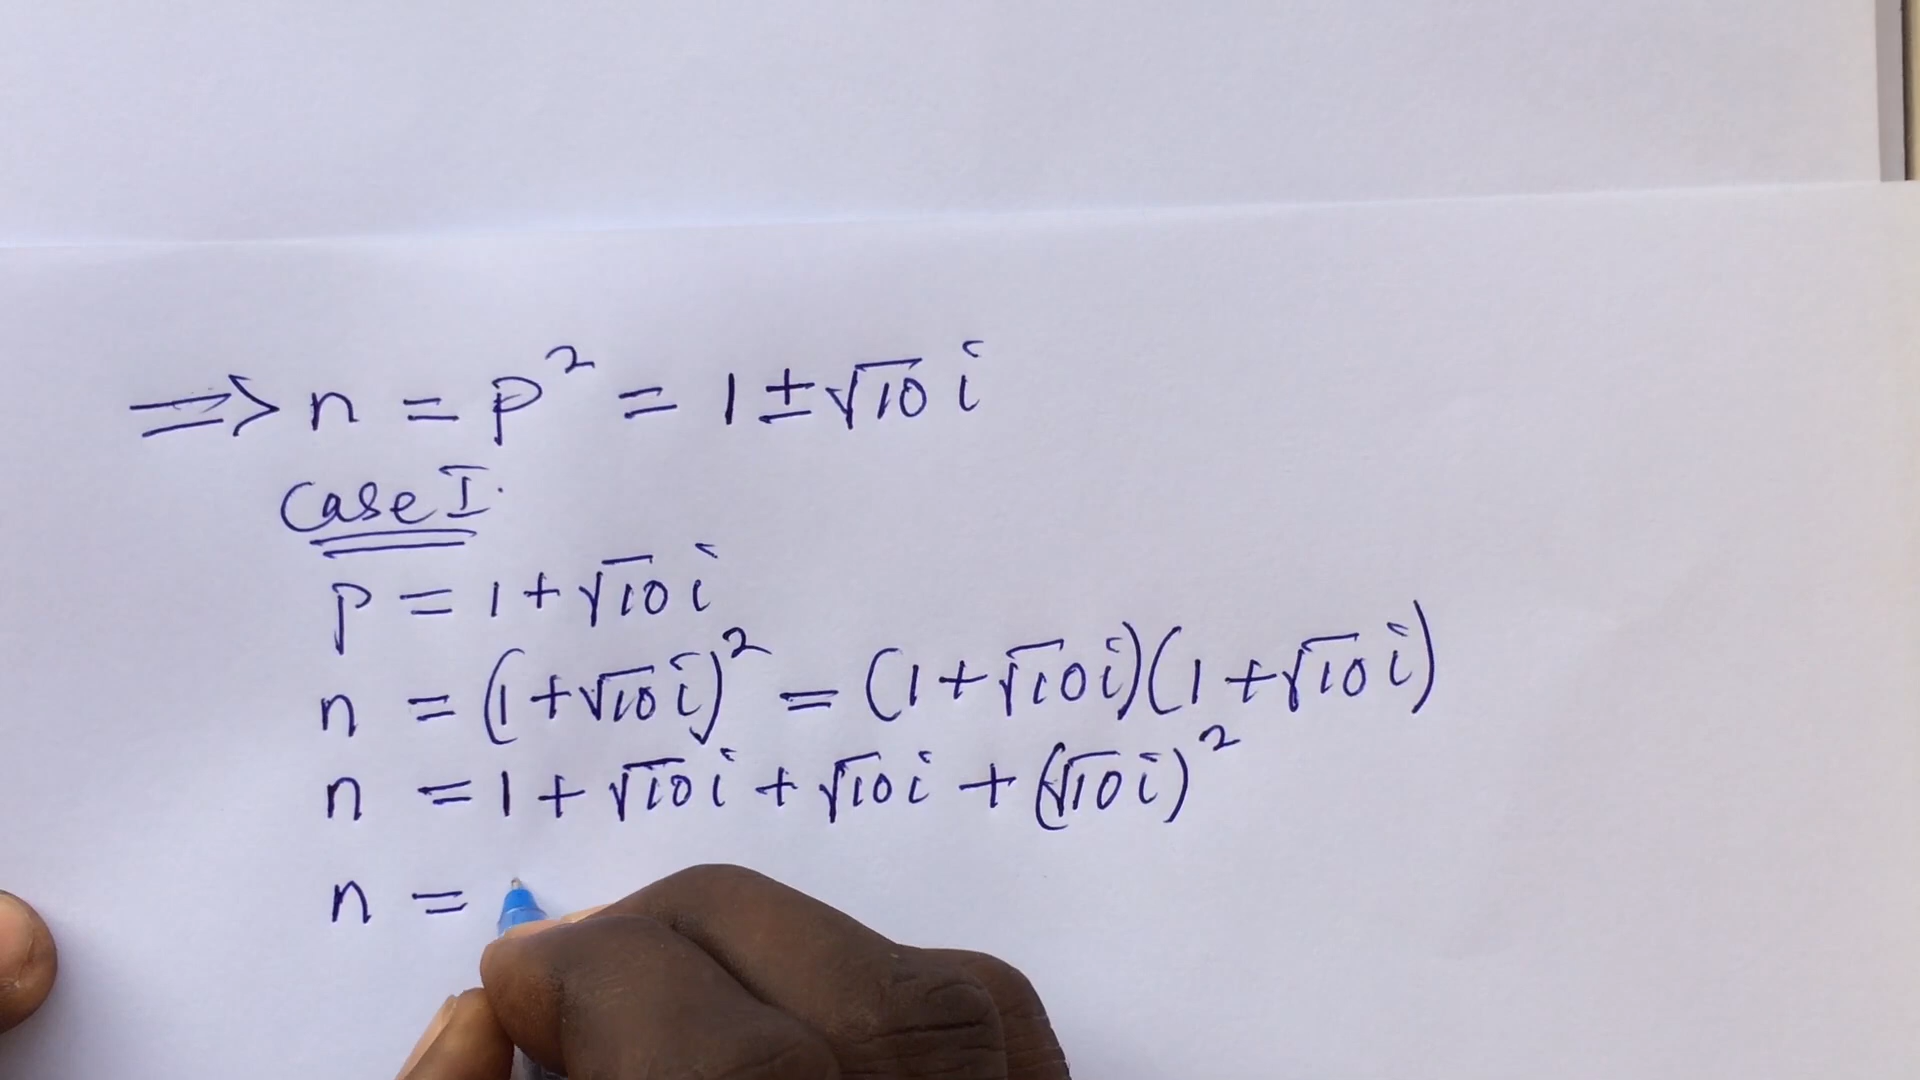 ⟹ n = p² = 1 ± √10 i
Case I.
p = 1 + √10 i
n = (1 + √10 i)² = (1 + √10 i)(1 + √10 i)
n = 1 + √10 i + √10 i + (√10 i)²
n =